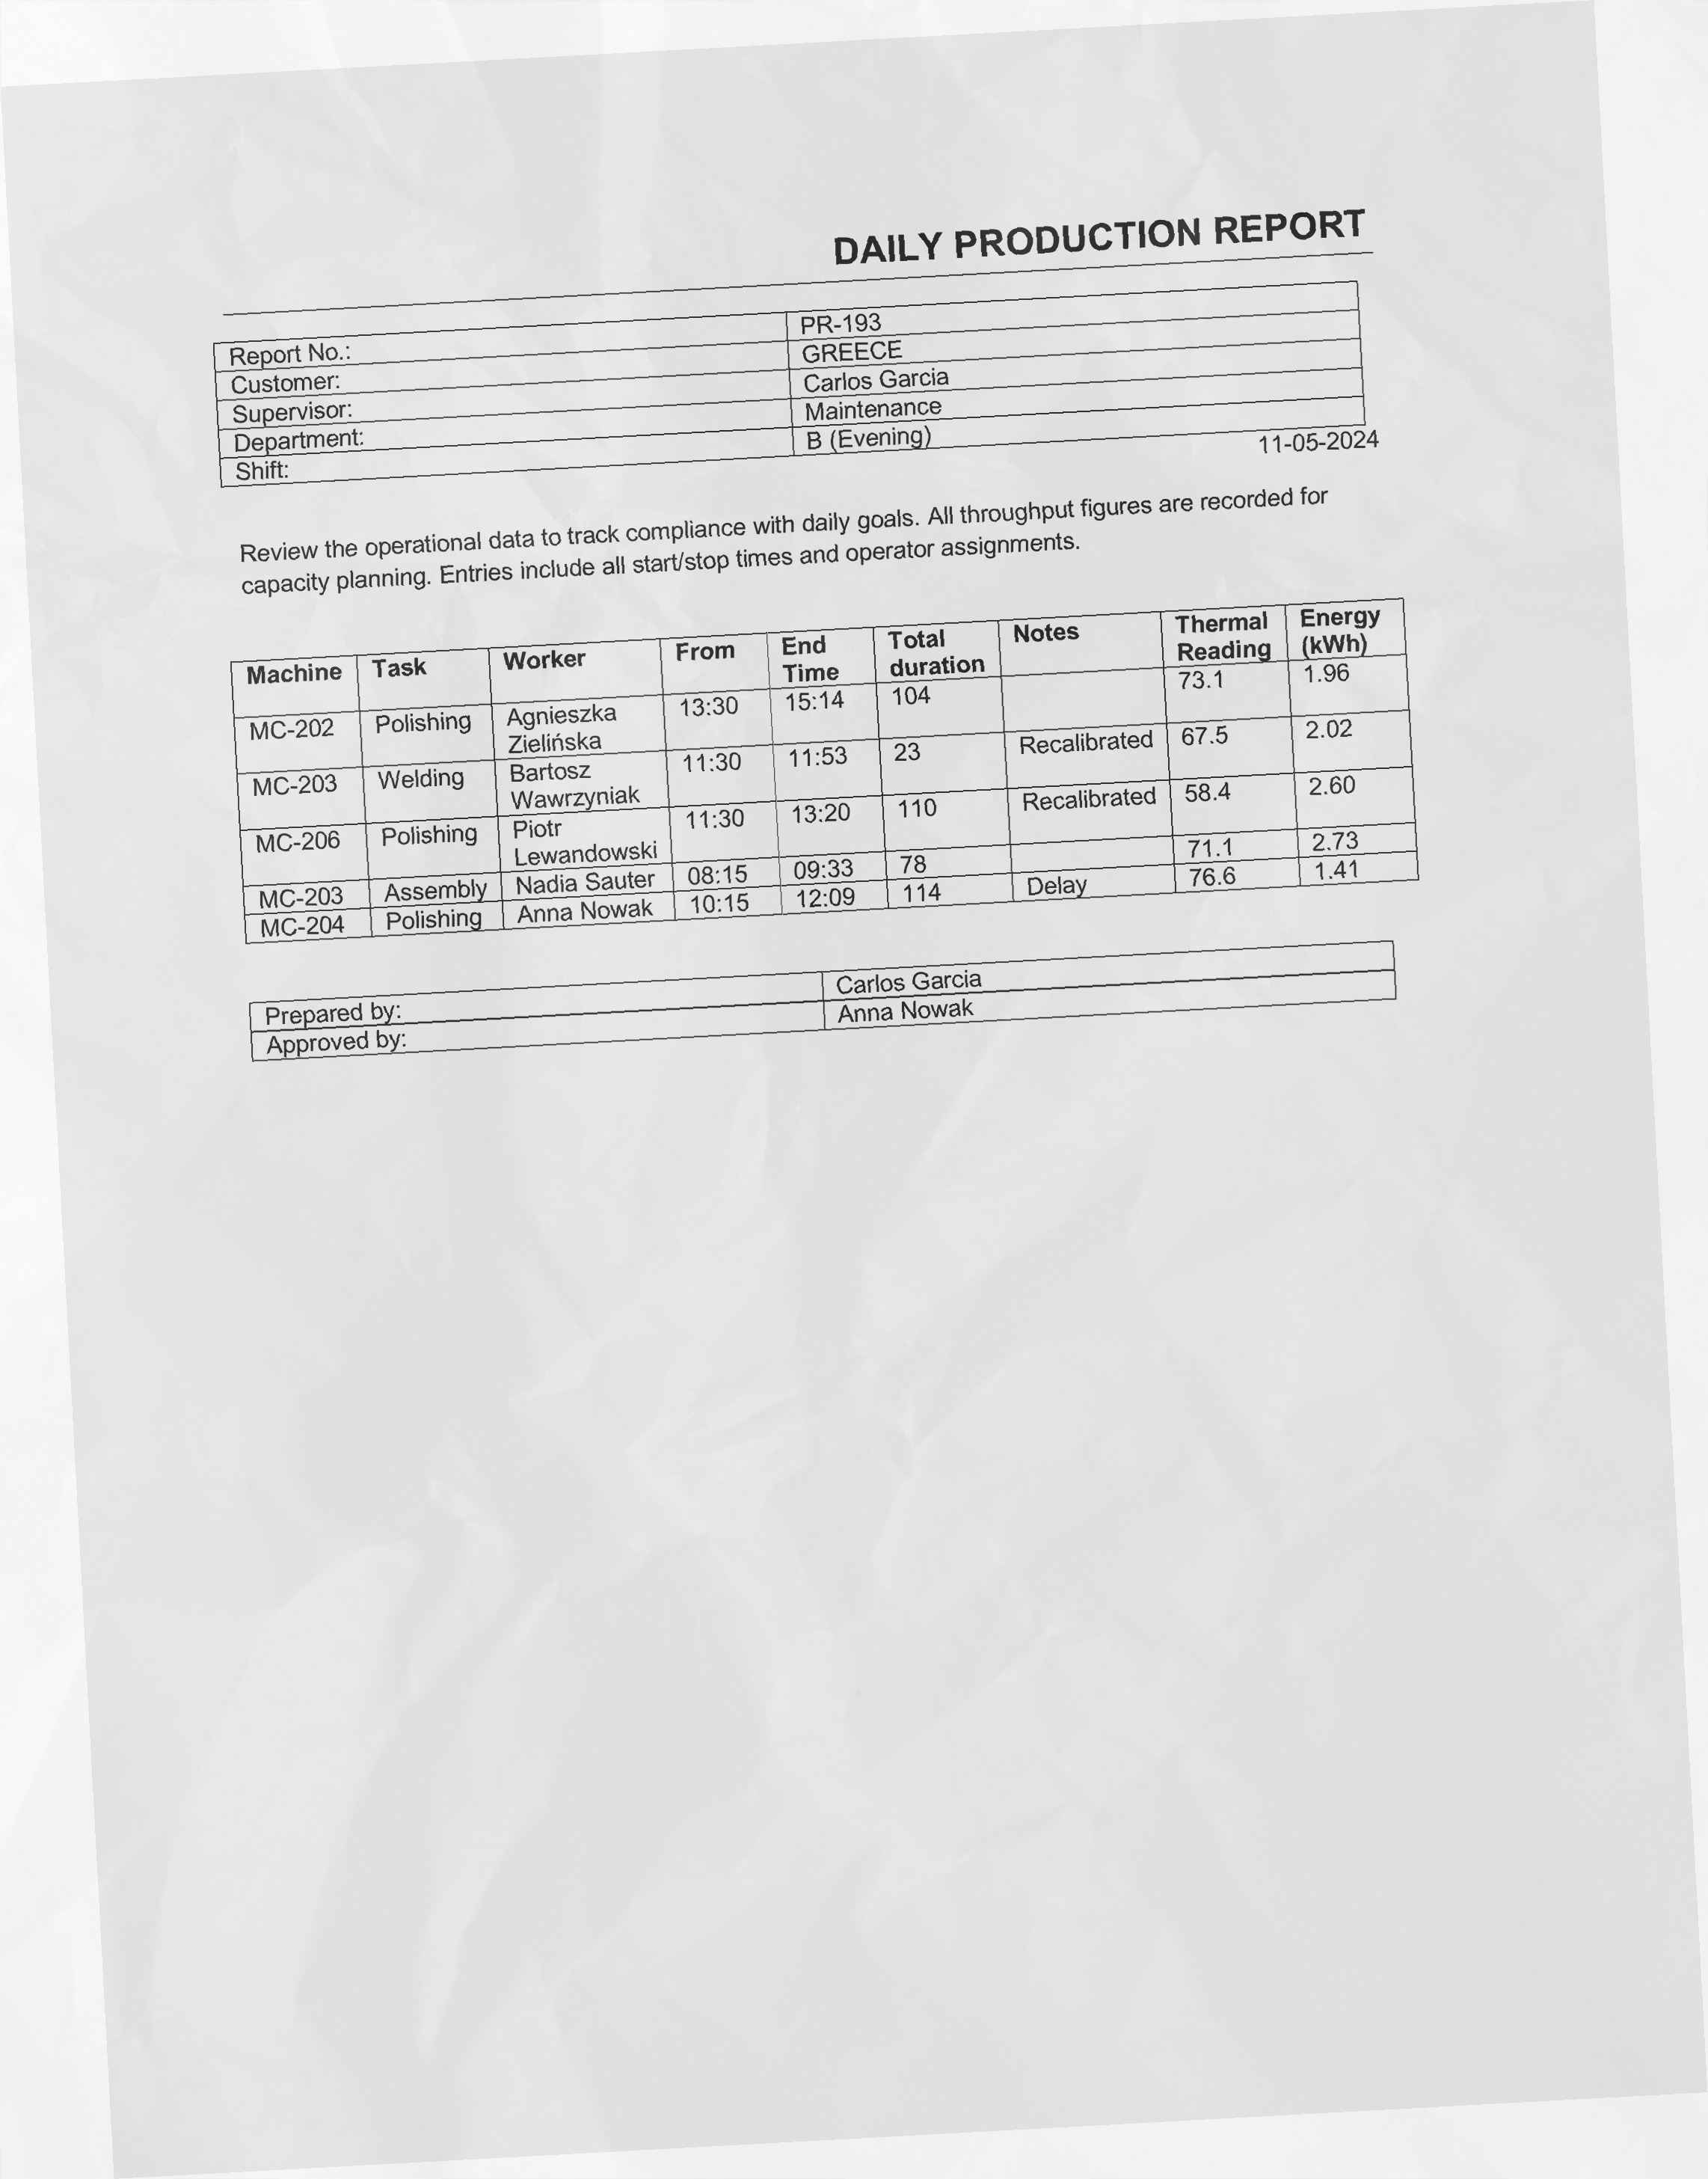 DAILY PRODUCTION REPORT
Report No.: PR-193
Customer: GREECE
Supervisor: Carlos Garcia
Department: Maintenance
Shift: B (Evening)
11-05-2024
Review the operational data to track compliance with daily goals. All throughput figures are recorded for
capacity planning. Entries include all start/stop times and operator assignments.
Machine Task Worker From End Time Total duration Notes Thermal Reading Energy (kWh)
MC-202 Polishing Agnieszka Zielińska 13:30 15:14 104 73.1 1.96
MC-203 Welding Bartosz Wawrzyniak 11:30 11:53 23 Recalibrated 67.5 2.02
MC-206 Polishing Piotr Lewandowski 11:30 13:20 110 Recalibrated 58.4 2.60
MC-203 Assembly Nadia Sauter 08:15 09:33 78 71.1 2.73
MC-204 Polishing Anna Nowak 10:15 12:09 114 Delay 76.6 1.41
Prepared by: Carlos Garcia
Approved by: Anna Nowak